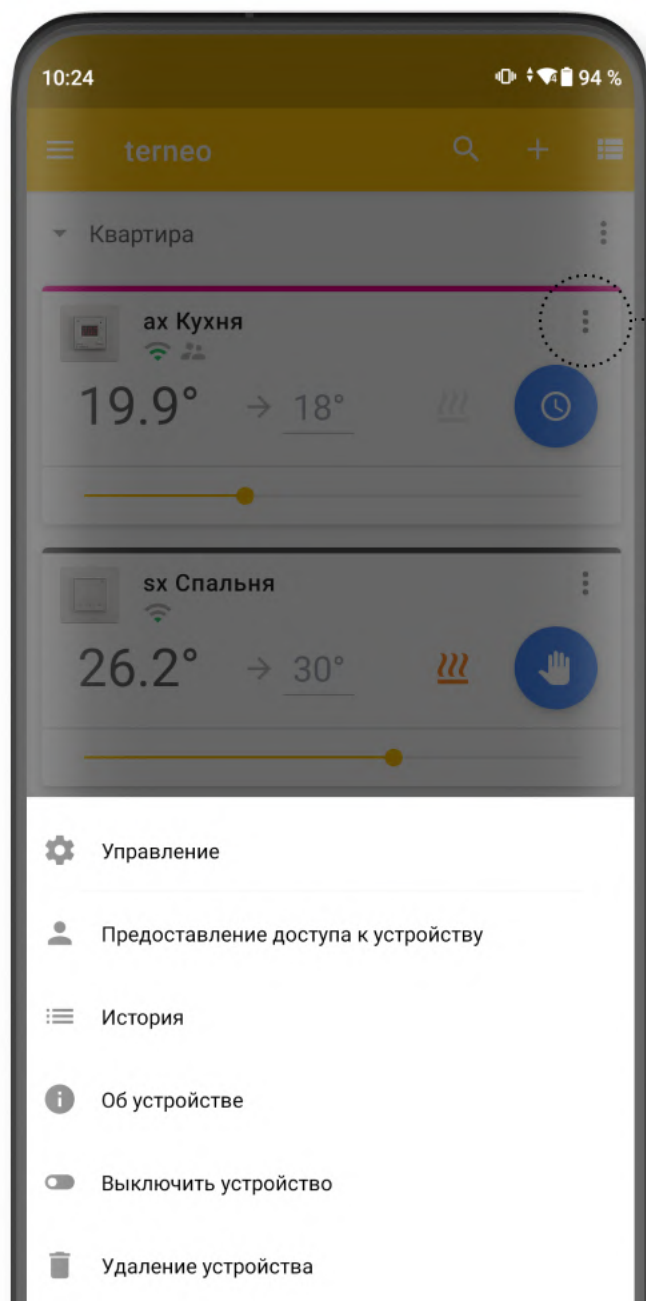 10:24
94 %
terneo
Квартира
ax Кухня
19.9° → 18°
sx Спальня
26.2° → 30°
Управление
Предоставление доступа к устройству
История
Об устройстве
Выключить устройство
Удаление устройства